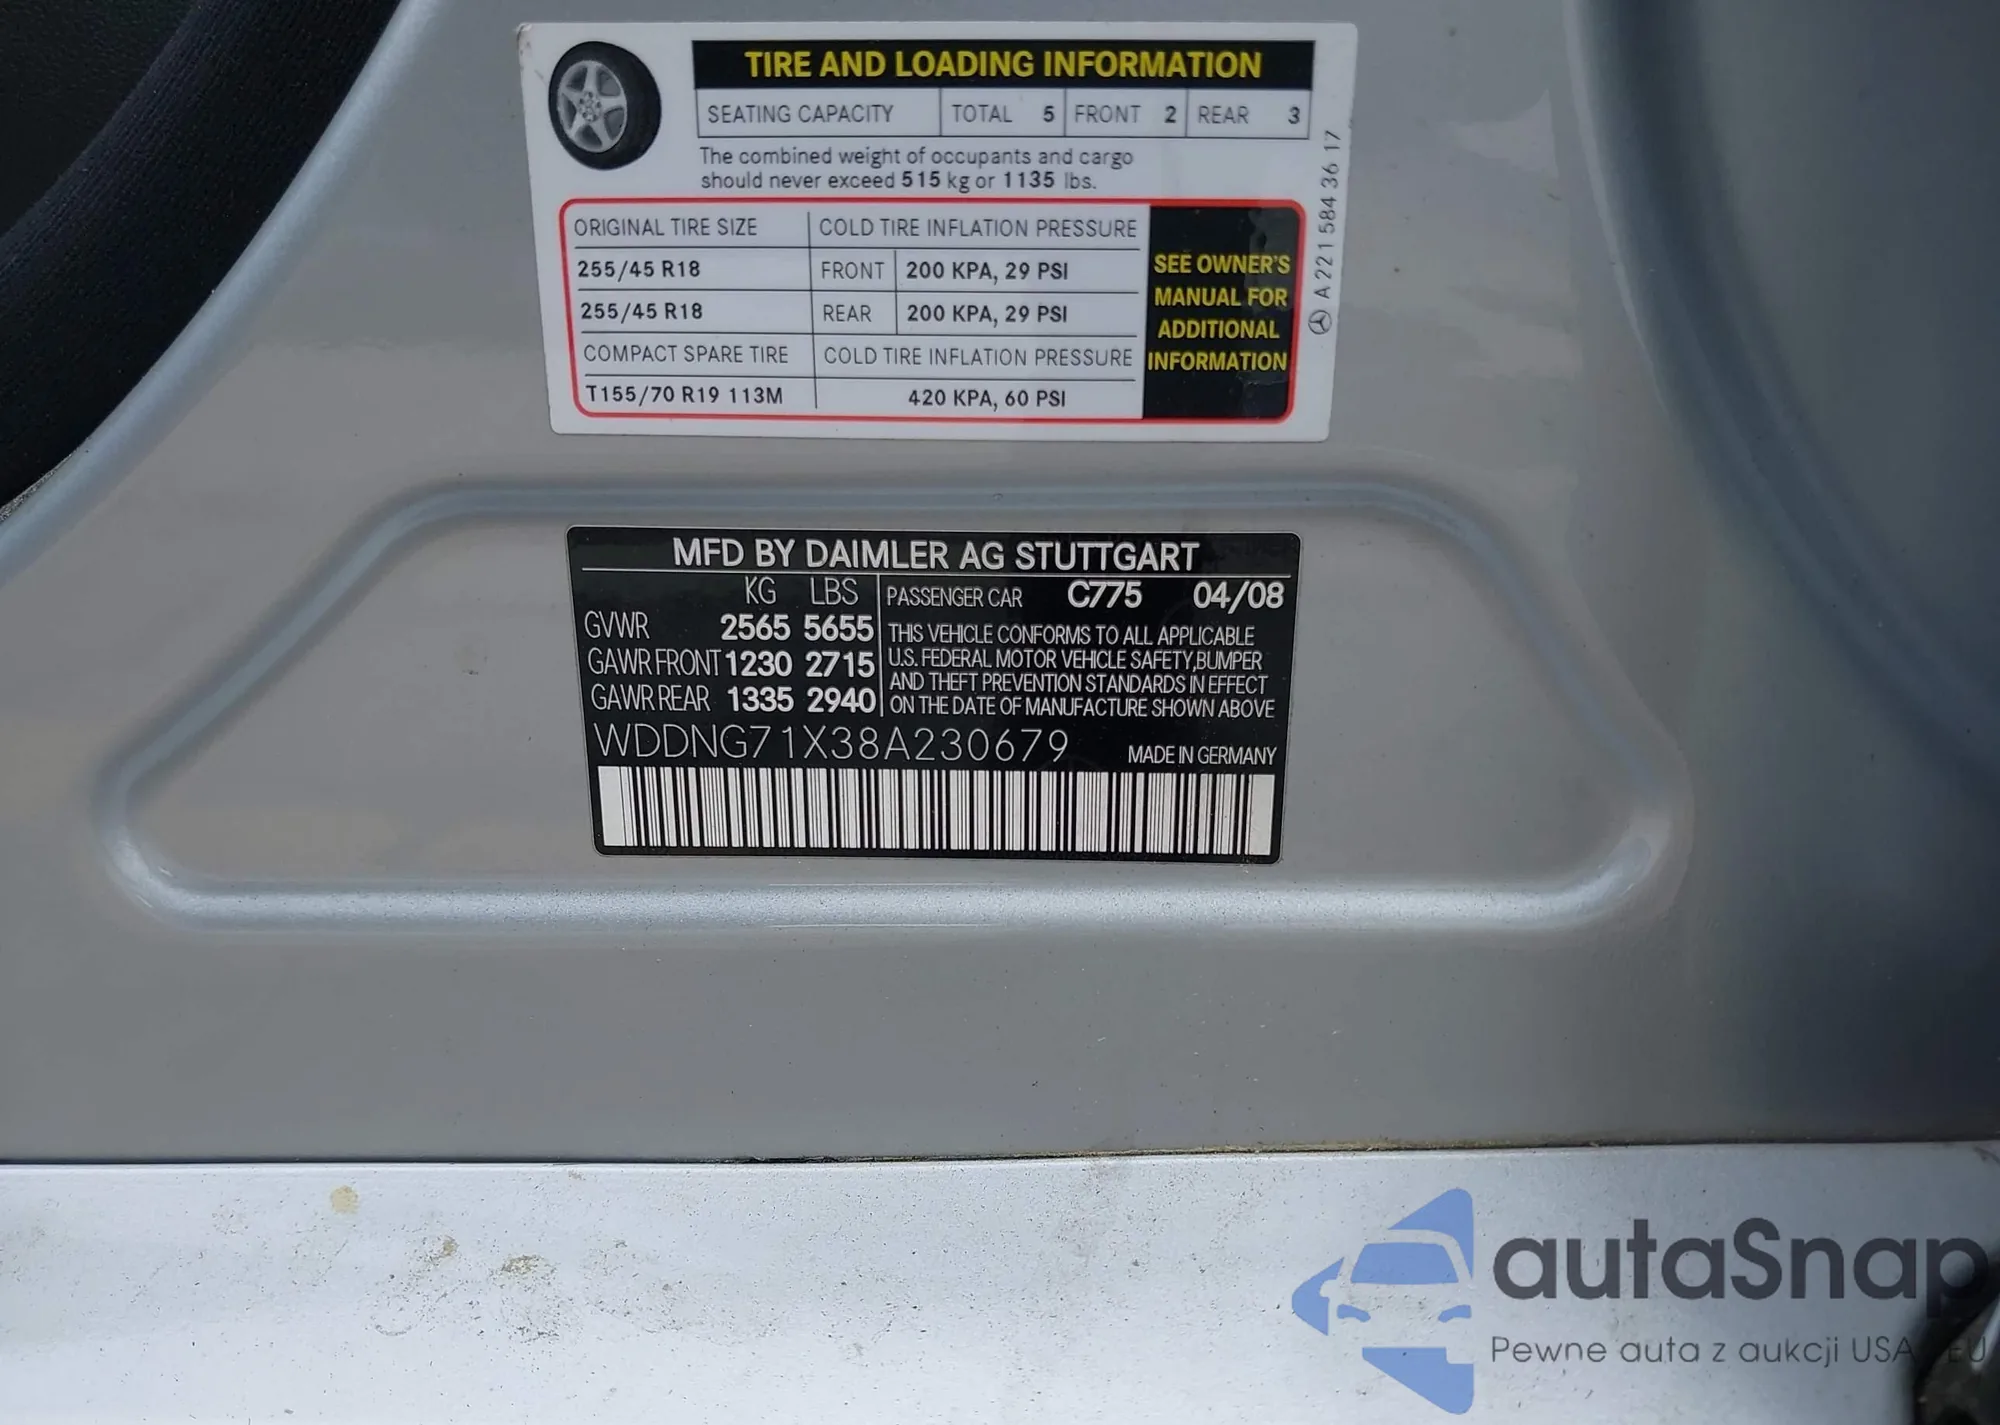 TIRE AND LOADING INFORMATION
SEATING CAPACITY TOTAL 5 FRONT 2 REAR 3
The combined weight of occupants and cargo
should never exceed 515 kg or 1135 lbs.
ORIGINAL TIRE SIZE COLD TIRE INFLATION PRESSURE
255/45 R18 FRONT 200 KPA, 29 PSI
255/45 R18 REAR 200 KPA, 29 PSI
COMPACT SPARE TIRE COLD TIRE INFLATION PRESSURE
T155/70 R19 113M 420 KPA, 60 PSI
SEE OWNER'S
MANUAL FOR
ADDITIONAL
INFORMATION
A 221 584 36 17
MFD BY DAIMLER AG STUTTGART
KG LBS
GVWR 2565 5655
GAWR FRONT 1230 2715
GAWR REAR 1335 2940
PASSENGER CAR C775 04/08
THIS VEHICLE CONFORMS TO ALL APPLICABLE
U.S. FEDERAL MOTOR VEHICLE SAFETY,BUMPER
AND THEFT PREVENTION STANDARDS IN EFFECT
ON THE DATE OF MANUFACTURE SHOWN ABOVE
WDDNG71X38A230679 MADE IN GERMANY
autaSnap
Pewne auta z aukcji USA EU